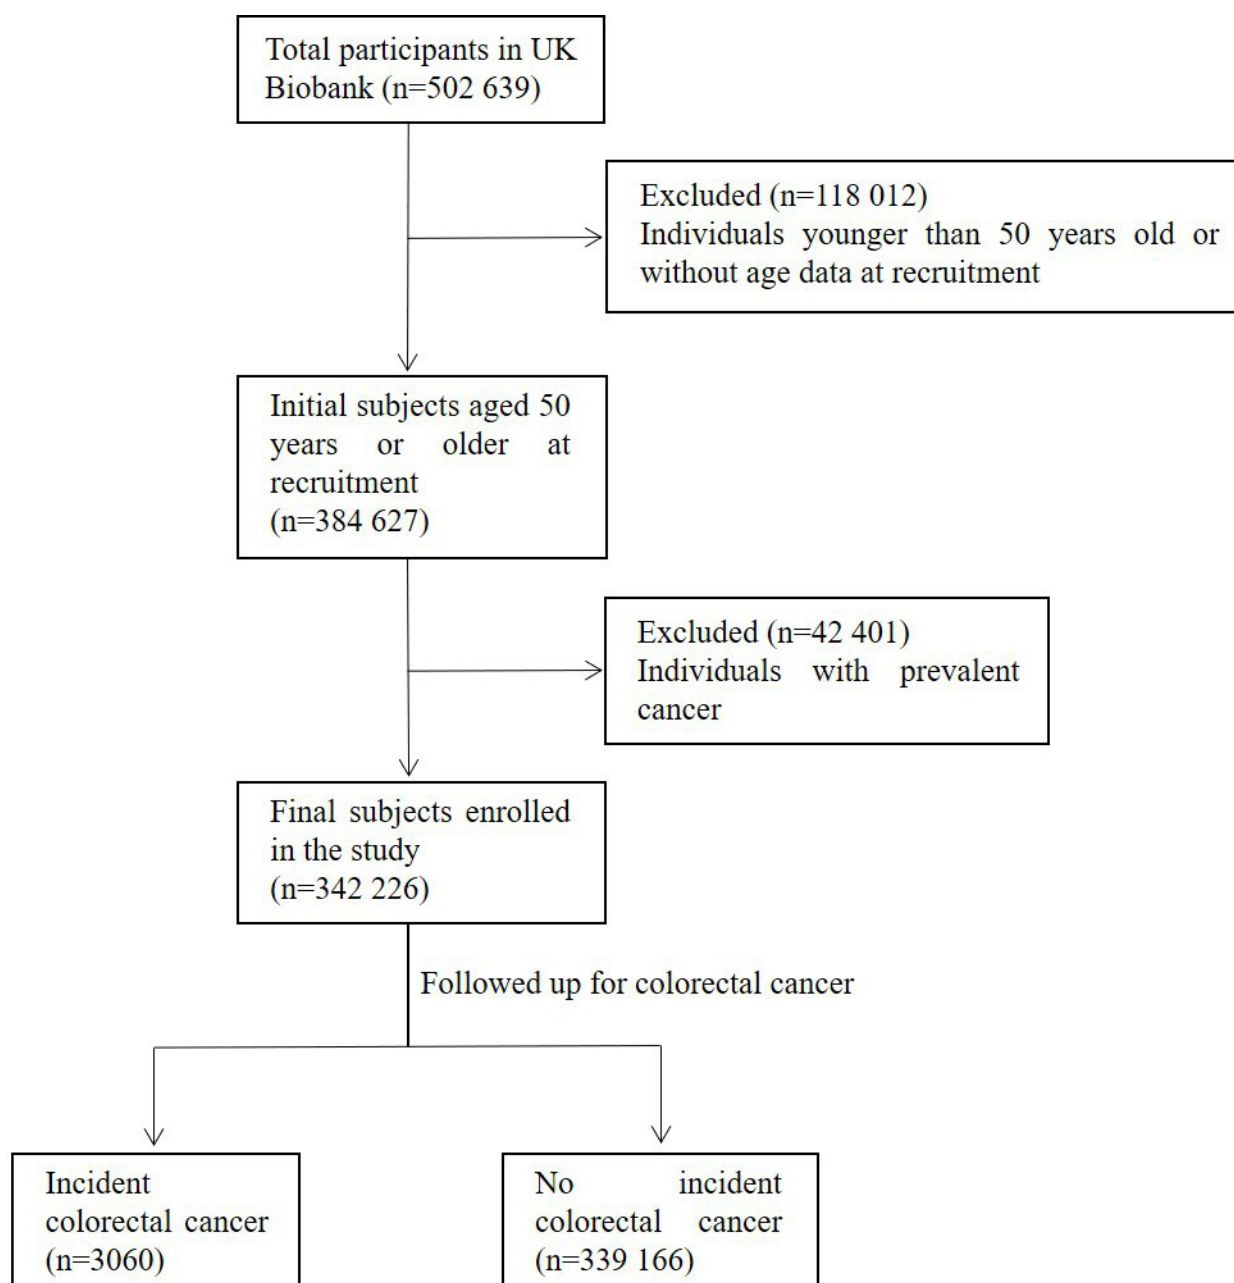 Total participants in UK
Biobank (n=502 639)
Excluded (n=118 012)
Individuals younger than 50 years old or
without age data at recruitment
Initial subjects aged 50
years or older at
recruitment
(n=384 627)
Excluded (n=42 401)
Individuals with prevalent
cancer
Final subjects enrolled
in the study
(n=342 226)
Followed up for colorectal cancer
Incident
colorectal cancer
(n=3060)
No incident
colorectal cancer
(n=339 166)